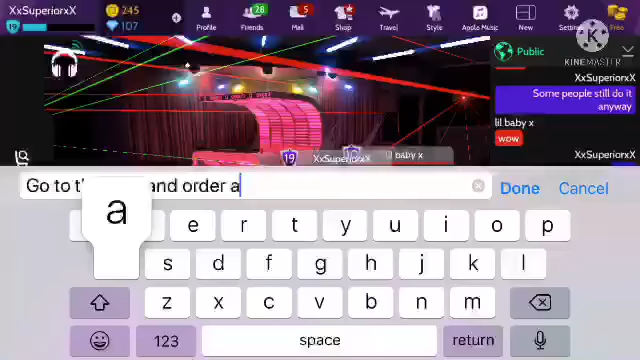 XxSuperiorxX
245
19
107
Profile
28
Friends
5
Mail
Shop
Travel
Style
Apple Music
New
Settings
Public
KINEMASTER
XxSuperiorxX
Some people still do it anyway
lil baby x
wow
XxSuperiorxX
19
XxSuperiorxX
lil baby x
Go to and order a
Done
Cancel
a
e r t y u i o p
s d f g h j k l
z x c v b n m
123
space
return